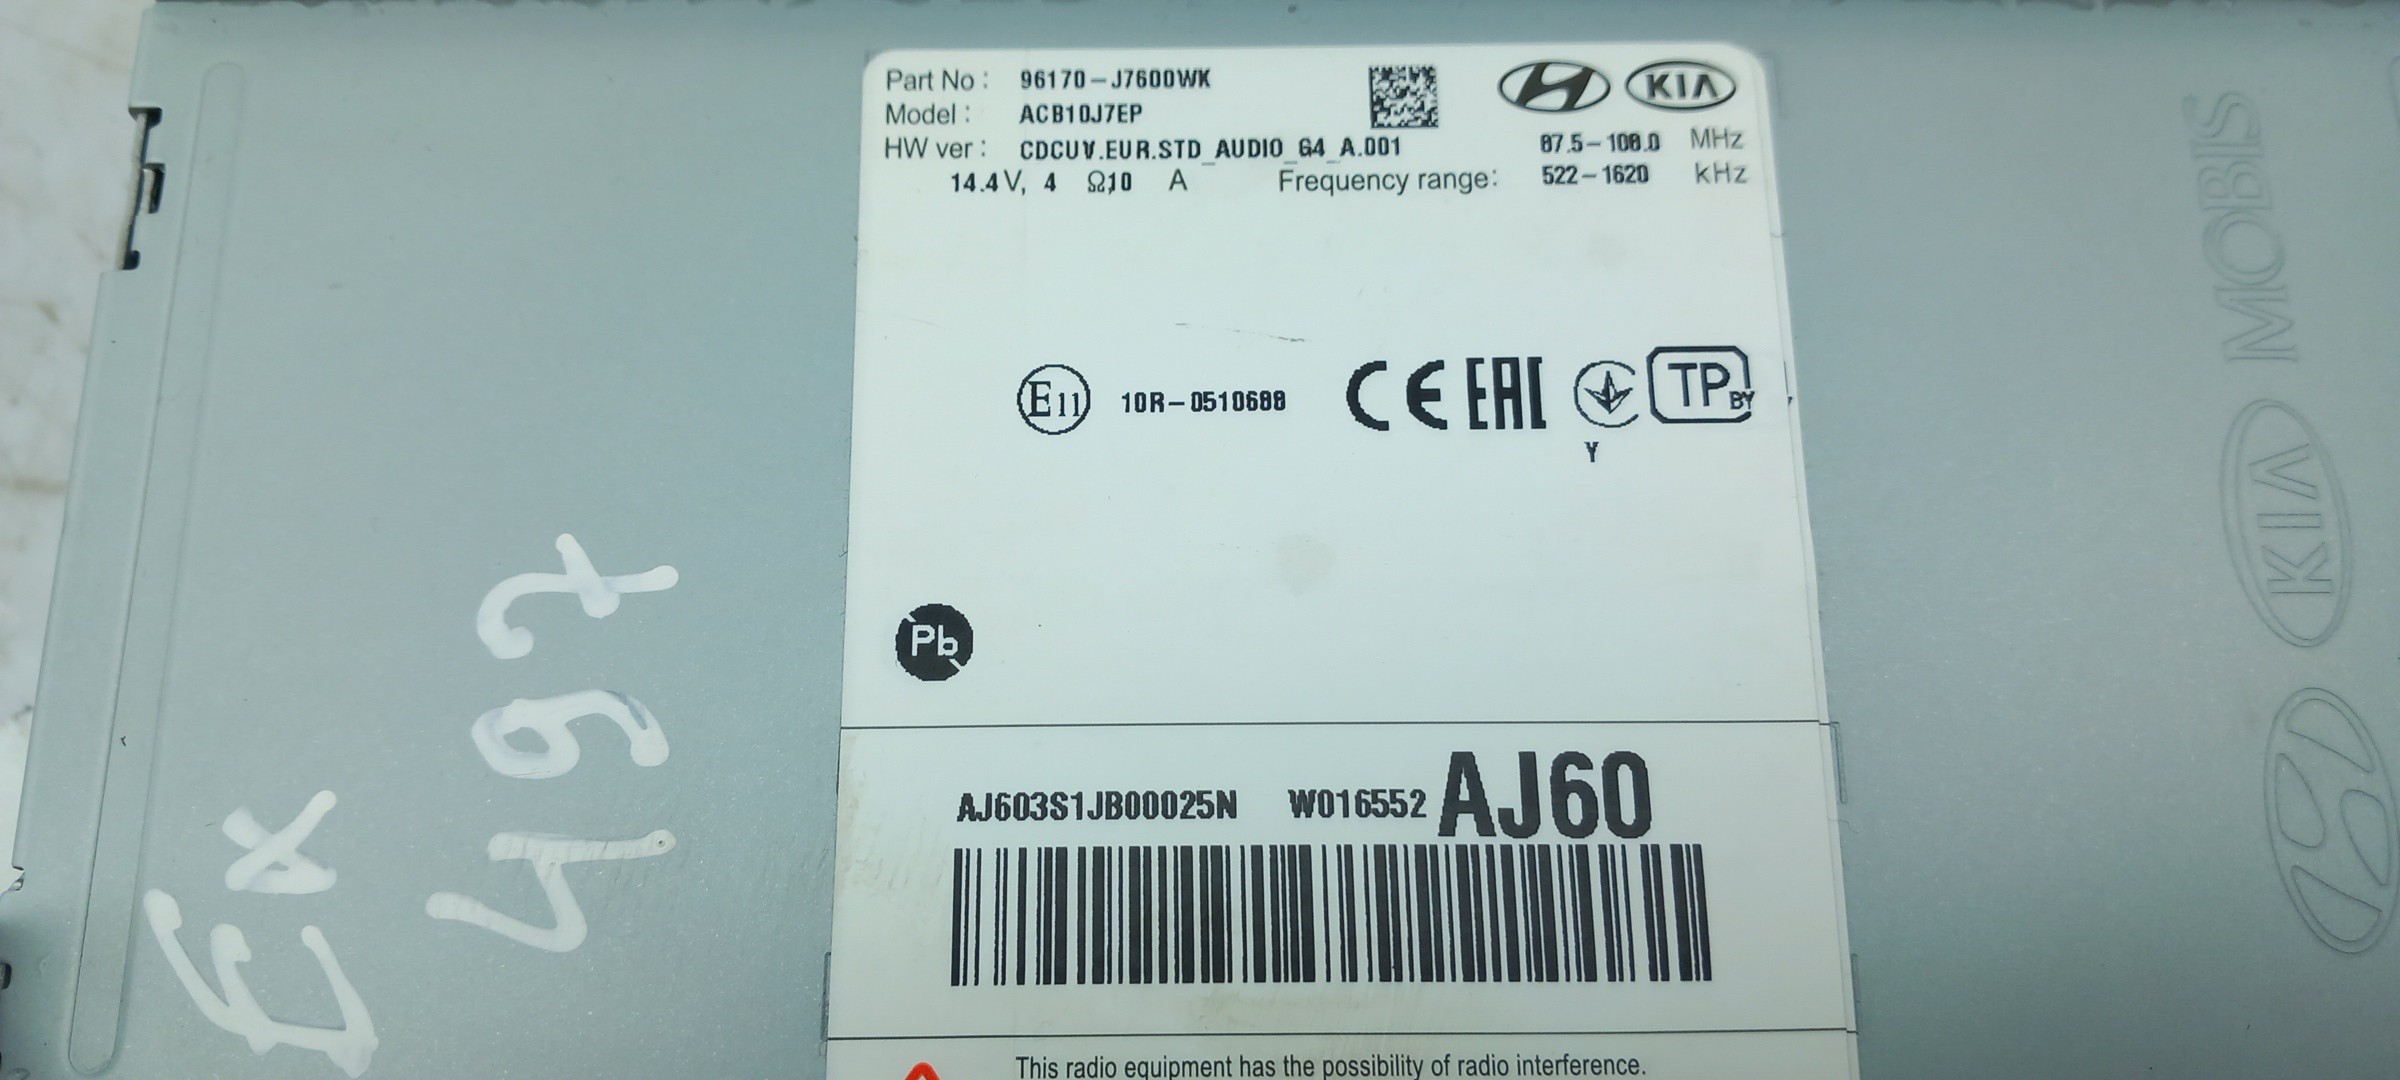 Part No : 96170-J7600WK
Model : ACB10J7EP
HW ver : CDCUV.EUR.STD_AUDIO_G4_A.001
14.4 V, 4 Ω,10 A
KIA
87.5-108.0 MHz
Frequency range: 522-1620 kHz
E11 10R-0510688 CE EAC TP BY
Y
Pb
AJ603S1JB00025N W016552 AJ60
This radio equipment has the possibility of radio interference.
Ex
497
MOBIS
KIA